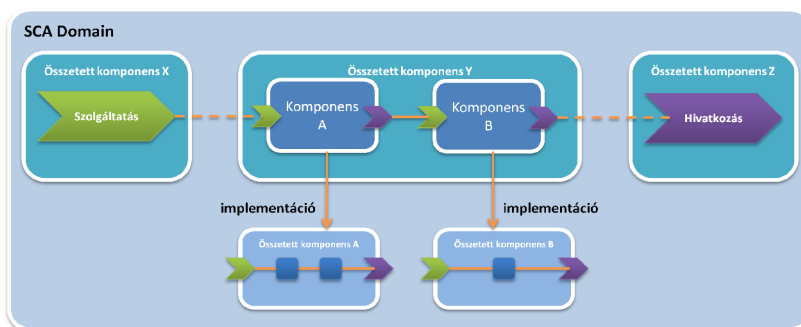 SCA Domain
Összetett komponens X
Összetett komponens Y
Összetett komponens Z
Szolgáltatás
Komponens
A
Komponens
B
Hivatkozás
implementáció
implementáció
Összetett komponens A
Összetett komponens B